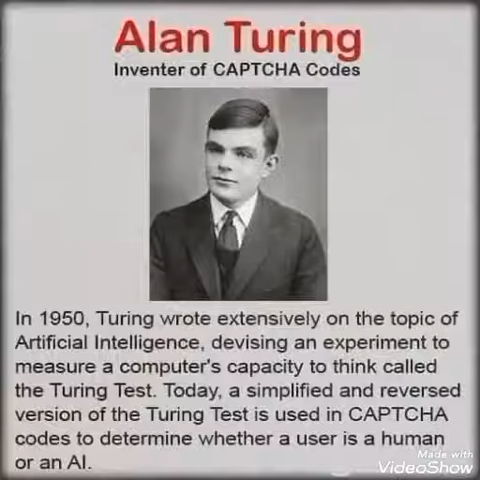 Alan Turing
Inventer of CAPTCHA Codes
In 1950, Turing wrote extensively on the topic of
Artificial Intelligence, devising an experiment to
measure a computer's capacity to think called
the Turing Test. Today, a simplified and reversed
version of the Turing Test is used in CAPTCHA
codes to determine whether a user is a human
or an AI.
Made with
VideoShow